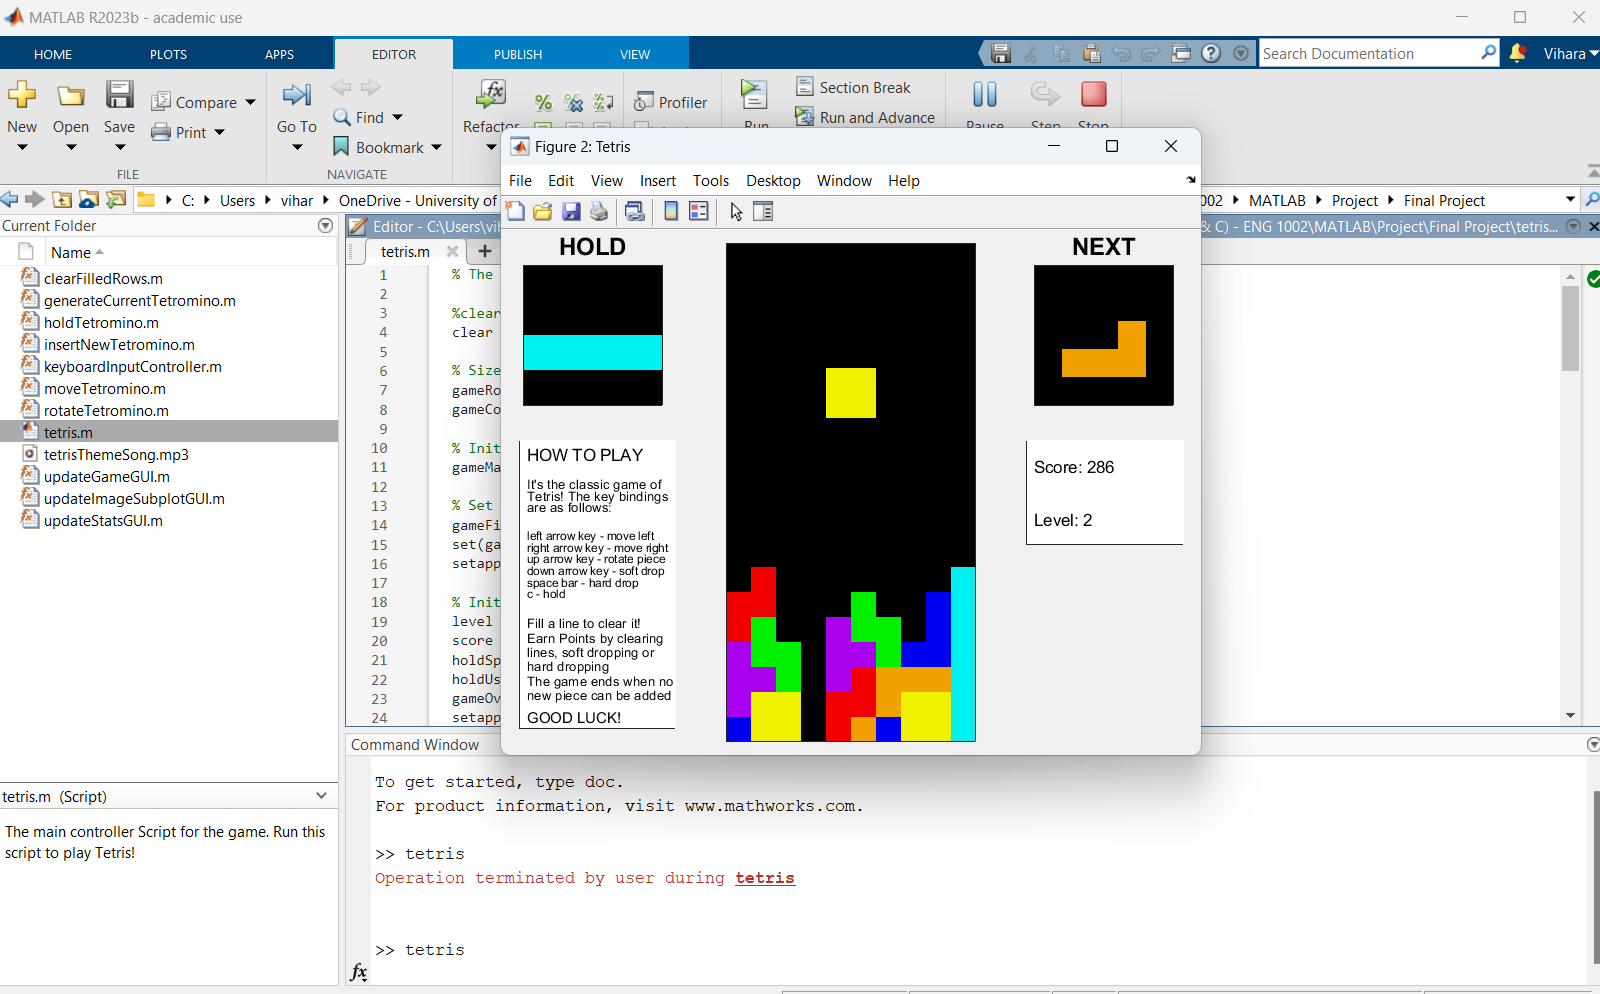 MATLAB R2023b - academic use
HOME PLOTS APPS EDITOR PUBLISH VIEW
Search Documentation
Vihara
New
Open
Save
Compare
Print
FILE
Go To
Find
Bookmark
NAVIGATE
Refactor
Profiler
Run
Section Break
Run and Advance
Pause
Step
Stop
C: Users vihar OneDrive - University of
002 MATLAB Project Final Project
Current Folder
Name
clearFilledRows.m
generateCurrentTetromino.m
holdTetromino.m
insertNewTetromino.m
keyboardInputController.m
moveTetromino.m
rotateTetromino.m
tetris.m
tetrisThemeSong.mp3
updateGameGUI.m
updateImageSubplotGUI.m
updateStatsGUI.m
tetris.m (Script)
The main controller Script for the game. Run this
script to play Tetris!
Editor - C:\Users\vi
& C) - ENG 1002\MATLAB\Project\Final Project\tetris...
tetris.m
1 % The
2
3 %clear
4 clear
5
6 % Size
7 gameRo
8 gameCo
9
10 % Init
11 gameMa
12
13 % Set
14 gameFi
15 set(ga
16 setapp
17
18 % Init
19 level
20 score
21 holdSp
22 holdUs
23 gameOv
24 setapp
Figure 2: Tetris
File Edit View Insert Tools Desktop Window Help
HOLD
NEXT
HOW TO PLAY
It's the classic game of
Tetris! The key bindings
are as follows:
left arrow key - move left
right arrow key - move right
up arrow key - rotate piece
down arrow key - soft drop
space bar - hard drop
c - hold
Fill a line to clear it!
Earn Points by clearing
lines, soft dropping or
hard dropping
The game ends when no
new piece can be added
GOOD LUCK!
Score: 286
Level: 2
Command Window
To get started, type doc.
For product information, visit www.mathworks.com.
>> tetris
Operation terminated by user during tetris
>> tetris
fx